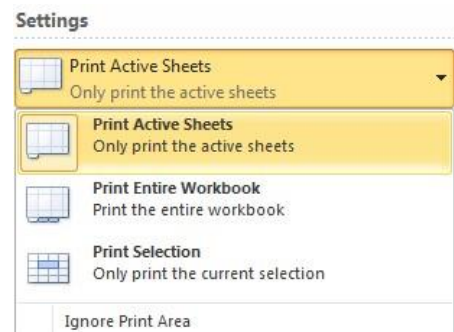 Settings
Print Active Sheets
Only print the active sheets
Print Active Sheets
Only print the active sheets
Print Entire Workbook
Print the entire workbook
Print Selection
Only print the current selection
Ignore Print Area